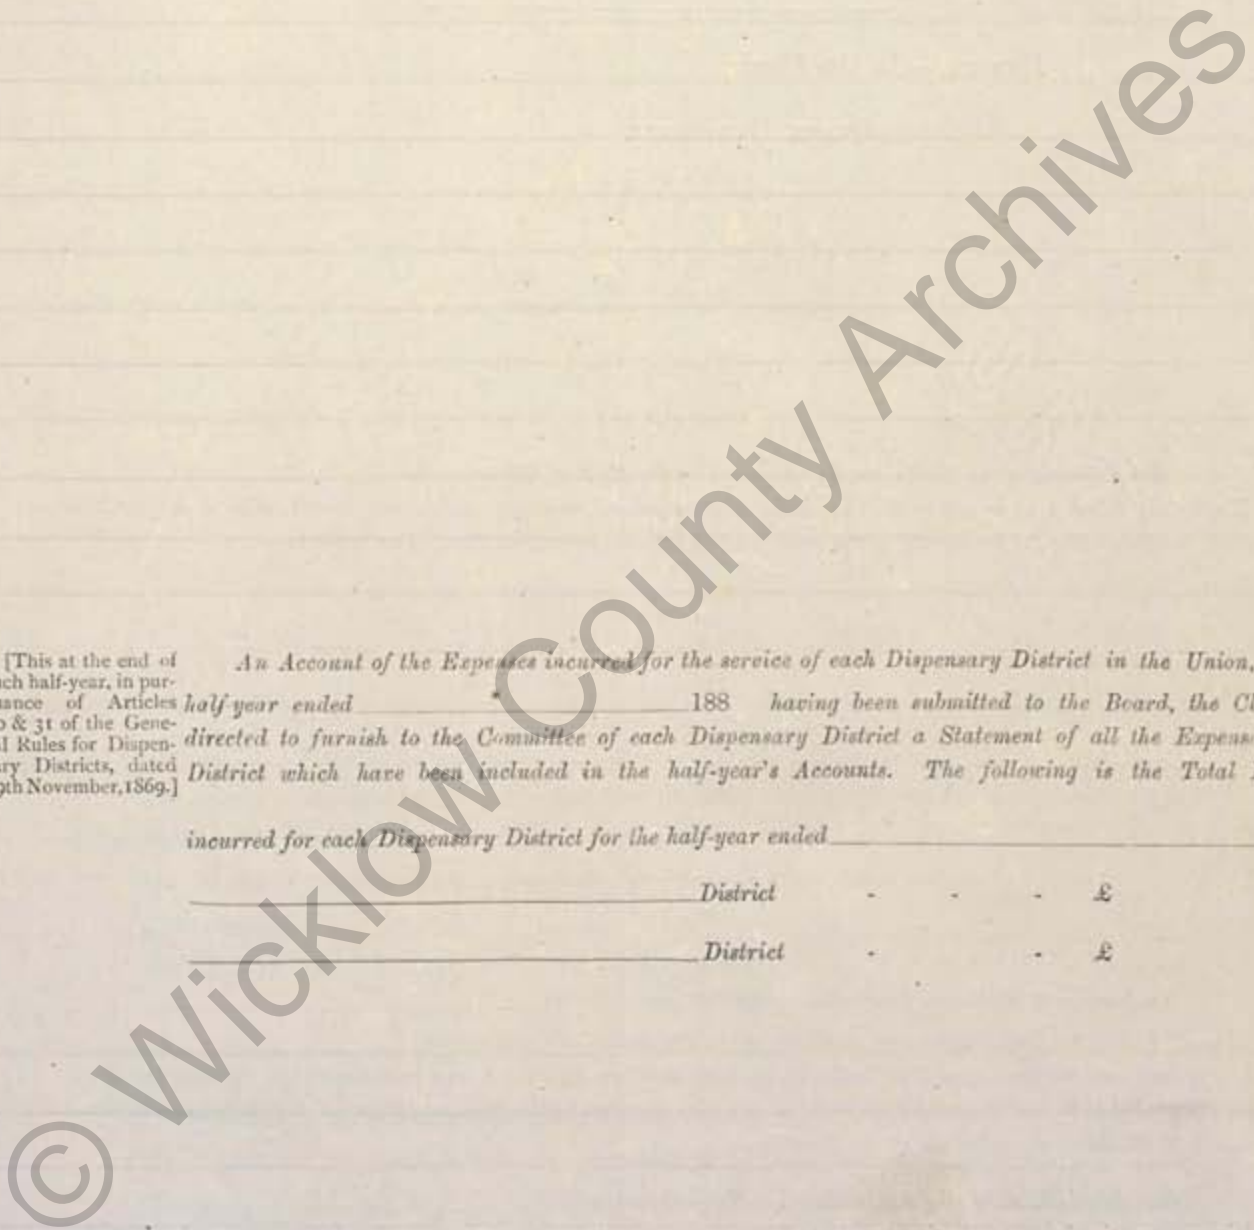 [This at the end of
ch half-year, in pur-
ance of Articles
0 & 31 of the Gene-
l Rules for Dispen-
ry Districts, dated
9th November, 1869.]
An Account of the Expenses incurred for the service of each Dispensary District in the Union,
half-year ended 188 having been submitted to the Board, the Cl
directed to furnish to the Committee of each Dispensary District a Statement of all the Expens
District which have been included in the half-year's Accounts. The following is the Total
incurred for each Dispensary District for the half-year ended
District - - - £
District - - £
© Wicklow County Archives